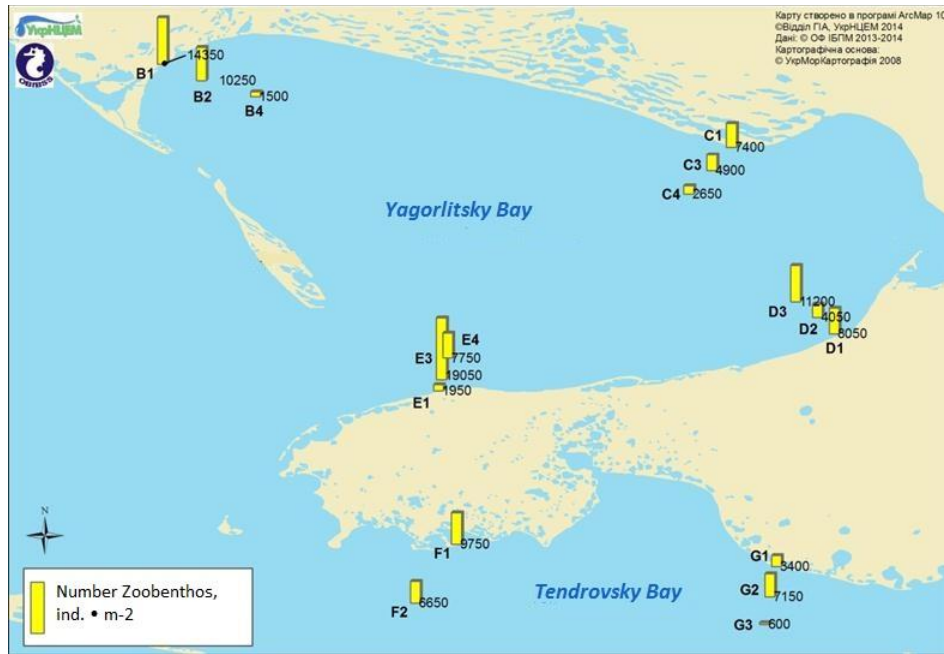 УкрНЦЕМ
Карту створено в програмі ArcMap 10
©Відділ ГІА, УкрНЦЕМ 2014
Дані: © ОФ ІБПМ 2013-2014
Картографічна основа:
© УкрМорКартографія 2008
B1
14350
B2
10250
B4
1500
C1
7400
C3
4900
C4
2650
Yagorlitsky Bay
D3
11200
D2
4050
D1
8050
E4
7750
E3
19050
E1
1950
N
F1
9750
F2
6650
Tendrovsky Bay
G1
3400
G2
7150
G3
600
Number Zoobenthos,
ind. • m-2